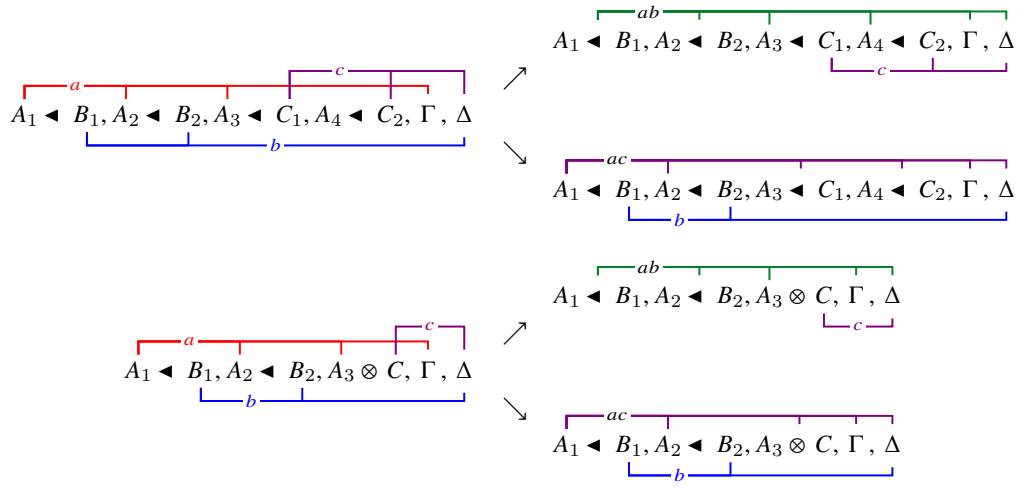 ab
A₁ ◄ B₁, A₂ ◄ B₂, A₃ ◄ C₁, A₄ ◄ C₂, Γ , Δ
c
c
a
A₁ ◄ B₁, A₂ ◄ B₂, A₃ ◄ C₁, A₄ ◄ C₂, Γ , Δ
b
↗
↘
ac
A₁ ◄ B₁, A₂ ◄ B₂, A₃ ◄ C₁, A₄ ◄ C₂, Γ , Δ
b
ab
A₁ ◄ B₁, A₂ ◄ B₂, A₃ ⊗ C, Γ , Δ
c
c
a
A₁ ◄ B₁, A₂ ◄ B₂, A₃ ⊗ C, Γ , Δ
b
↗
↘
ac
A₁ ◄ B₁, A₂ ◄ B₂, A₃ ⊗ C, Γ , Δ
b